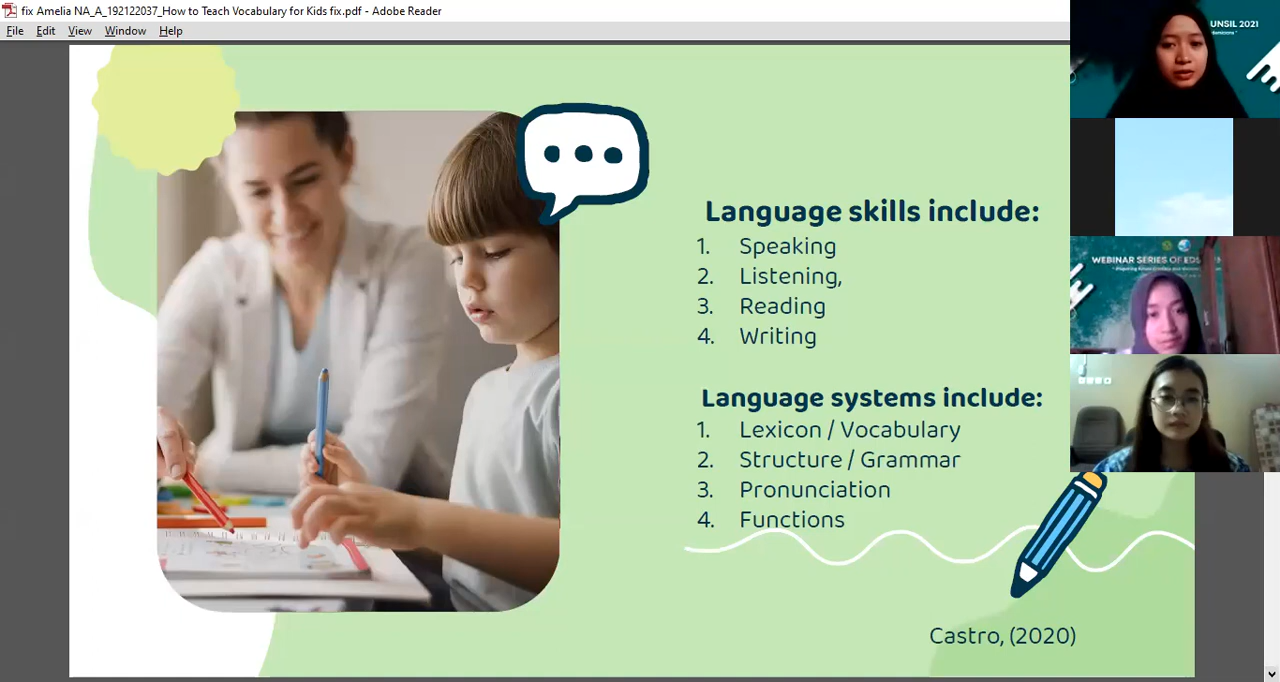 fix Amelia NA_A_192122037_How to Teach Vocabulary for Kids fix.pdf - Adobe Reader
File Edit View Window Help
UNSIL 2021
WEBINAR SERIES OF EDS
Language skills include:
1. Speaking
2. Listening,
3. Reading
4. Writing
Language systems include:
1. Lexicon / Vocabulary
2. Structure / Grammar
3. Pronunciation
4. Functions
Castro, (2020)